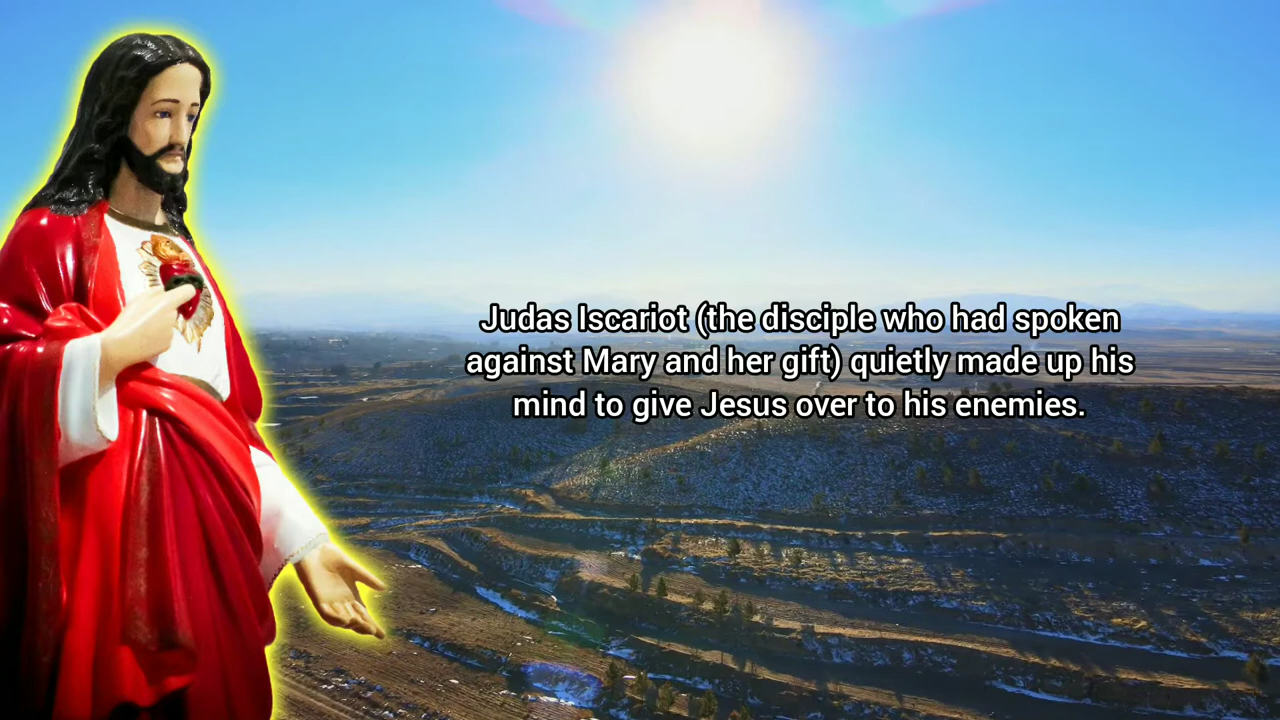 Judas Iscariot (the disciple who had spoken
against Mary and her gift) quietly made up his
mind to give Jesus over to his enemies.